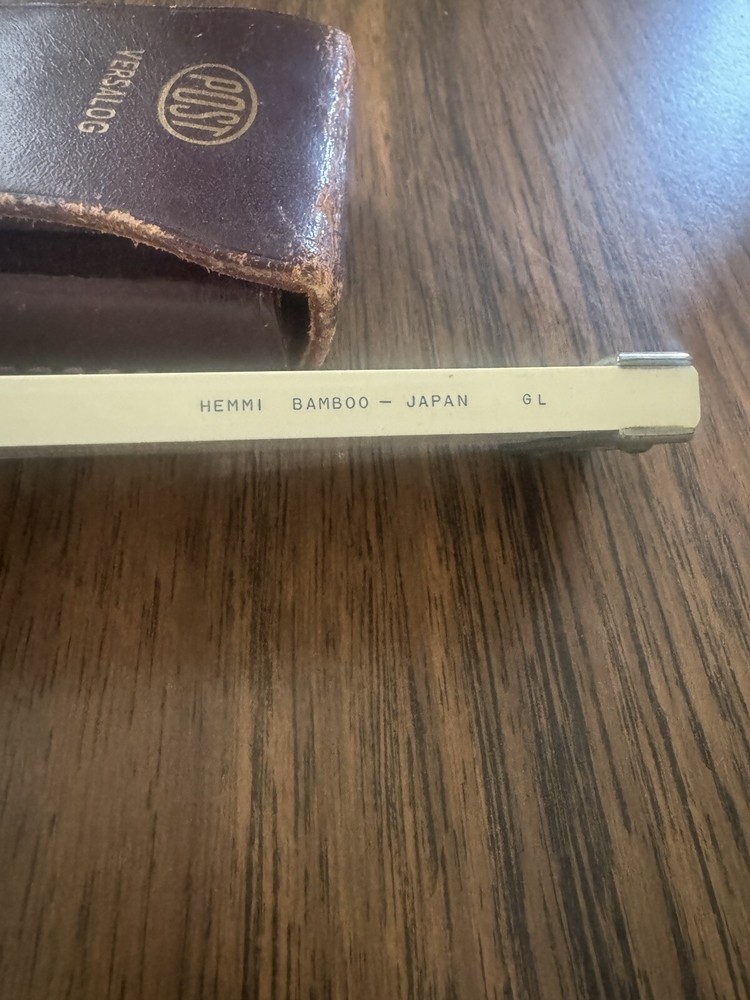 POST
VERSALOG
HEMMI BAMBOO — JAPAN GL